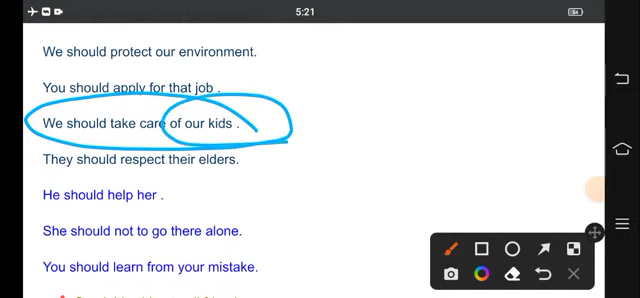 5:21
We should protect our environment.
You should apply for that job .
We should take care of our kids .
They should respect their elders.
He should help her .
She should not to go there alone.
You should learn from your mistake.